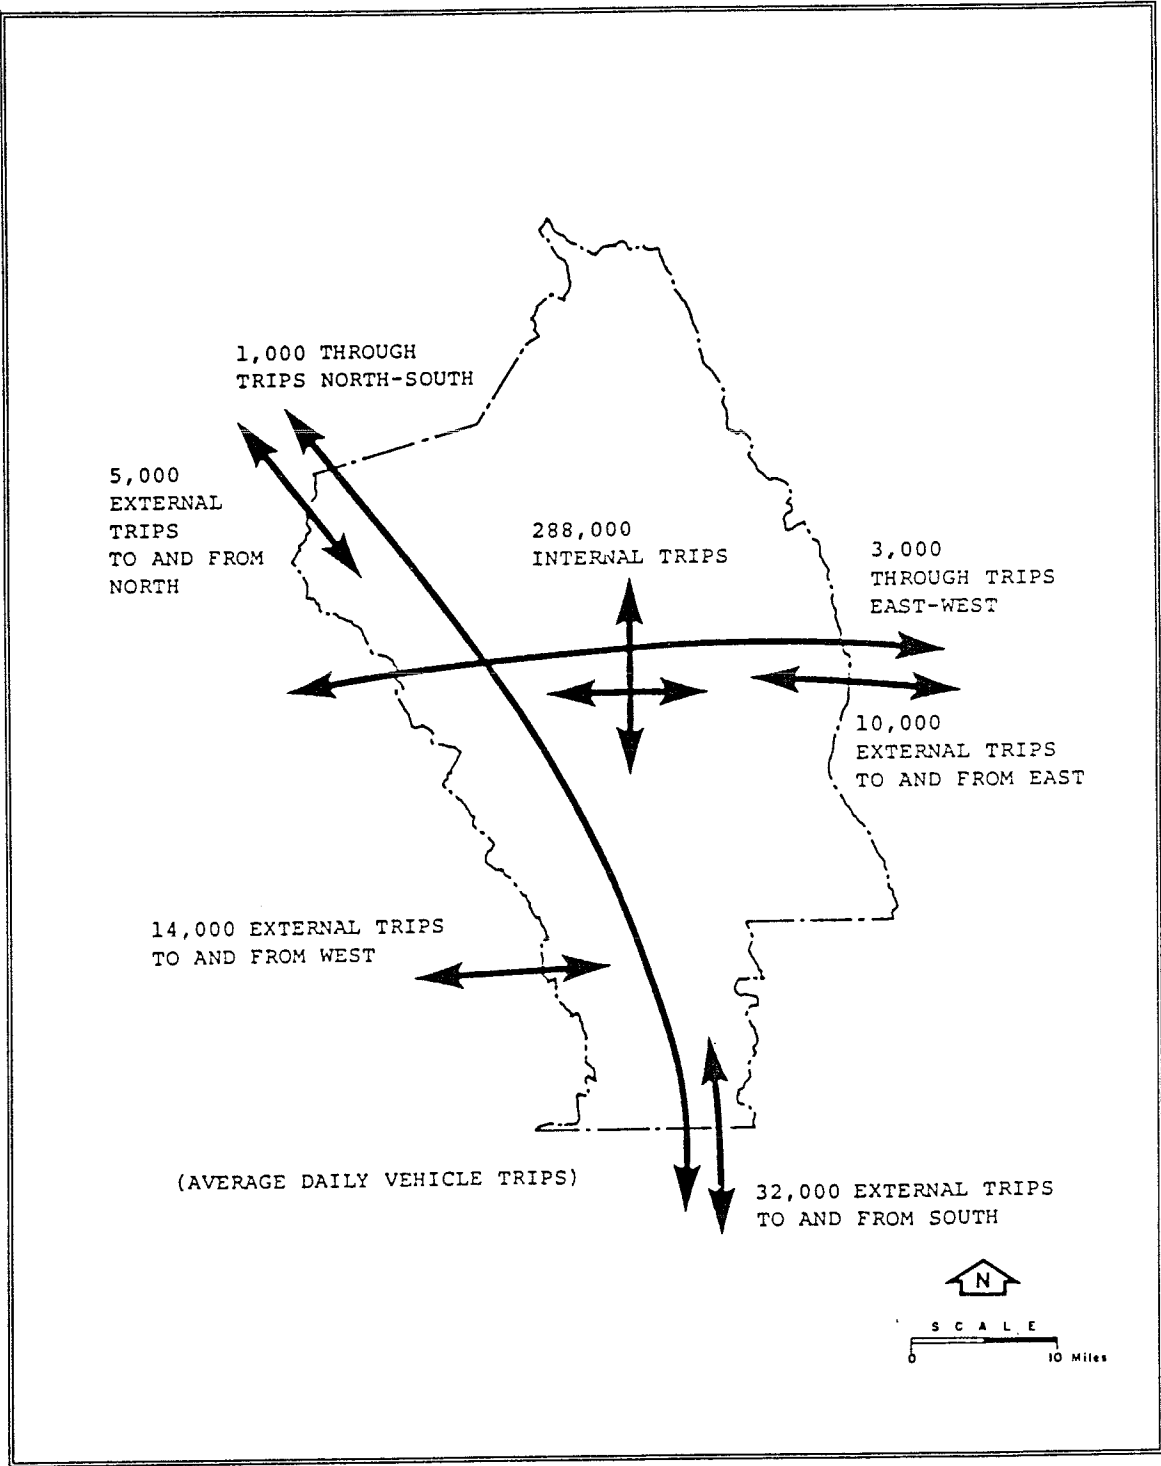 1,000 THROUGH
TRIPS NORTH-SOUTH
5,000
EXTERNAL
TRIPS
TO AND FROM
NORTH
288,000
INTERNAL TRIPS
3,000
THROUGH TRIPS
EAST-WEST
10,000
EXTERNAL TRIPS
TO AND FROM EAST
14,000 EXTERNAL TRIPS
TO AND FROM WEST
(AVERAGE DAILY VEHICLE TRIPS)
32,000 EXTERNAL TRIPS
TO AND FROM SOUTH
N
SCALE
0 10 Miles